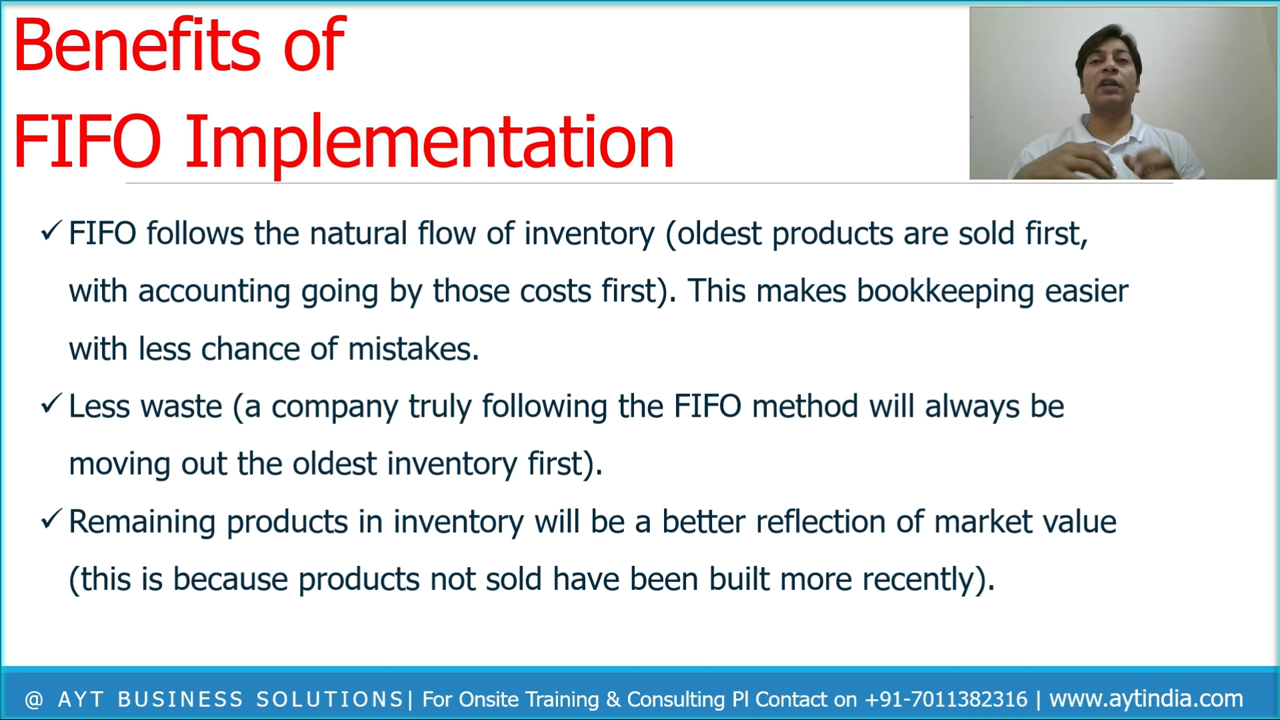 Benefits of
FIFO Implementation
✓ FIFO follows the natural flow of inventory (oldest products are sold first,
with accounting going by those costs first). This makes bookkeeping easier
with less chance of mistakes.
✓ Less waste (a company truly following the FIFO method will always be
moving out the oldest inventory first).
✓ Remaining products in inventory will be a better reflection of market value
(this is because products not sold have been built more recently).
@ AYT BUSINESS SOLUTIONS| For Onsite Training & Consulting Pl Contact on +91-7011382316 | www.aytindia.com